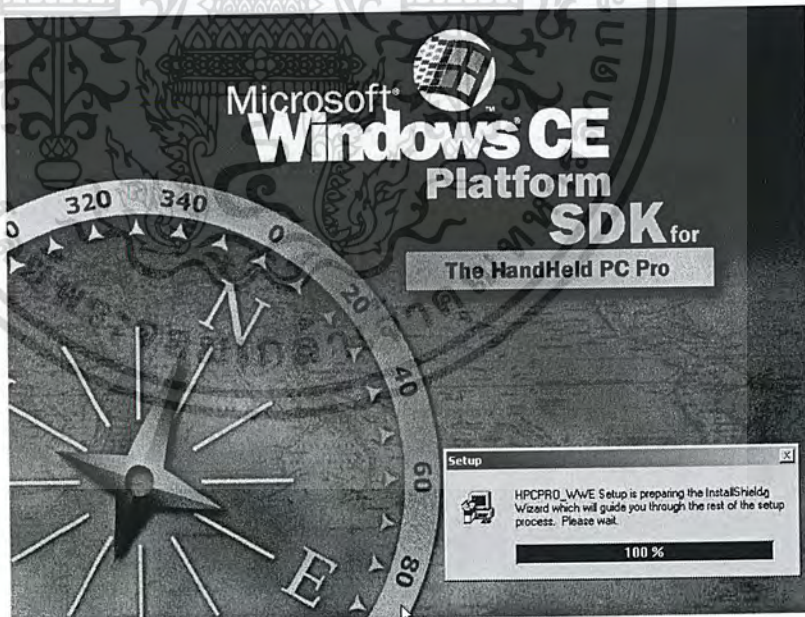 Microsoft®
Windows® CE
Platform
SDK for
The HandHeld PC Pro
320
340
0
20
40
60
80
N
E
Setup
HPCPRO_WWE Setup is preparing the InstallShield
Wizard which will guide you through the rest of the setup
process. Please wait.
100 %